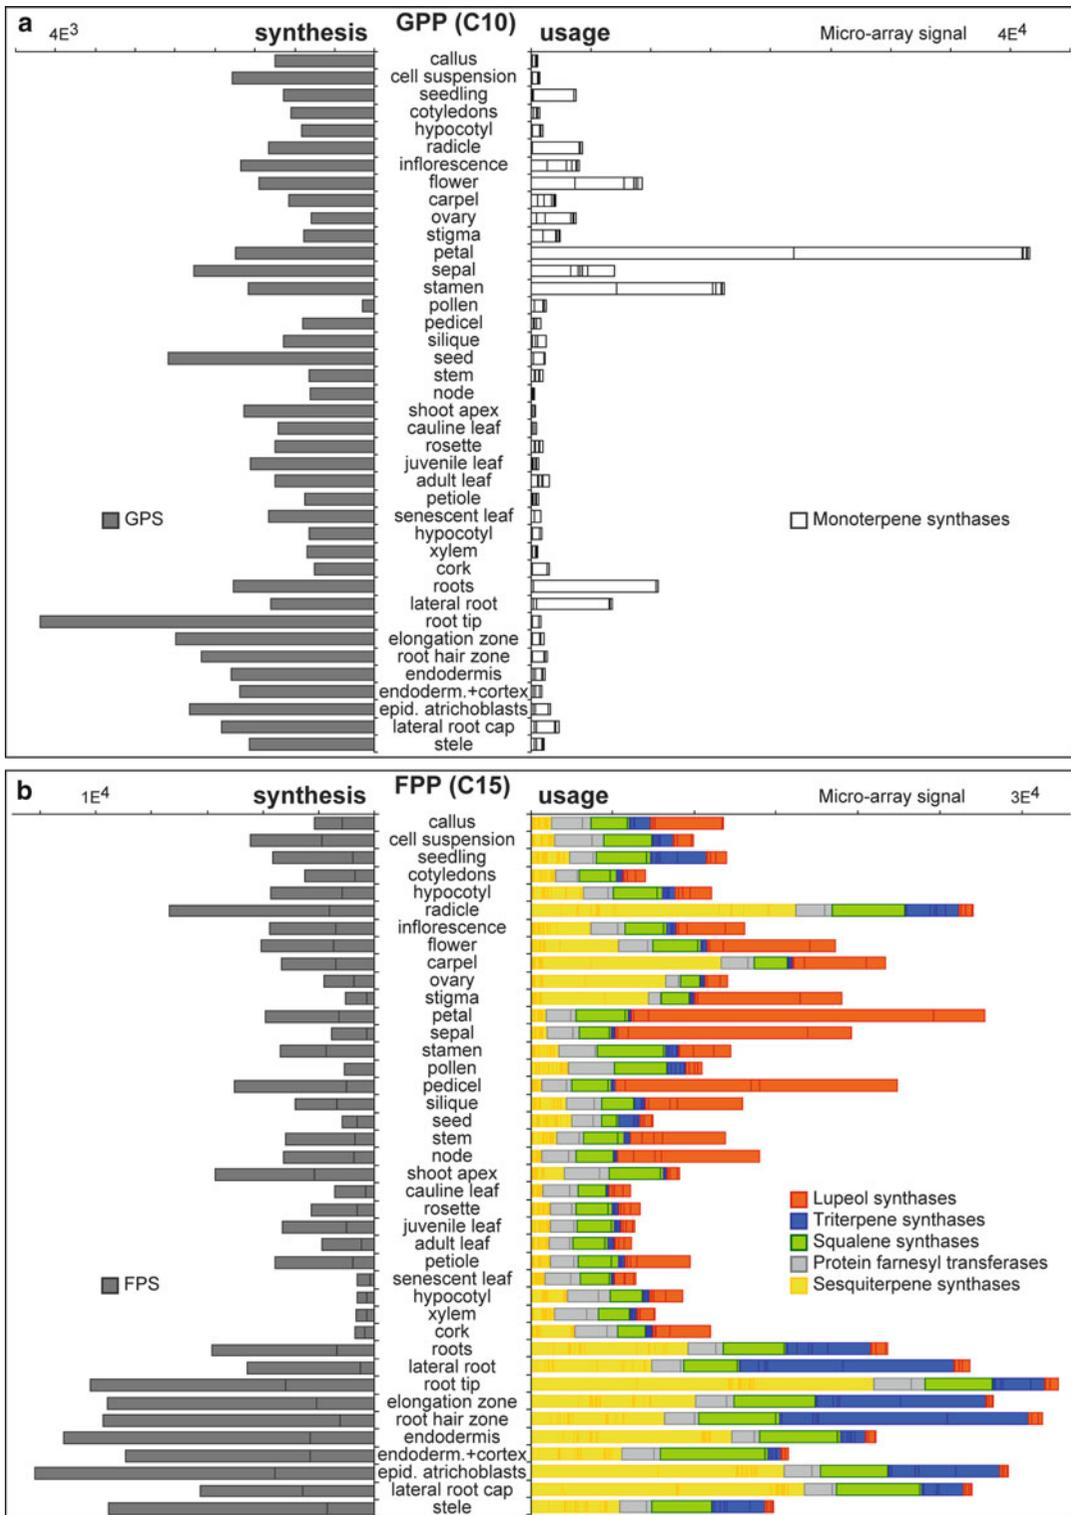 a
synthesis GPP (C10) usage
4E3 Micro-array signal 4E4
callus
cell suspension
seedling
cotyledons
hypocotyl
radicle
inflorescence
flower
carpel
ovary
stigma
petal
sepal
stamen
pollen
pedicel
silique
seed
stem
node
shoot apex
cauline leaf
rosette
juvenile leaf
adult leaf
petiole
senescent leaf
hypocotyl
xylem
cork
roots
lateral root
root tip
elongation zone
root hair zone
endodermis
endoderm.+cortex
epid. atrichoblasts
lateral root cap
stele
GPS
Monoterpene synthases
b
synthesis FPP (C15) usage
1E4 Micro-array signal 3E4
callus
cell suspension
seedling
cotyledons
hypocotyl
radicle
inflorescence
flower
carpel
ovary
stigma
petal
sepal
stamen
pollen
pedicel
silique
seed
stem
node
shoot apex
cauline leaf
rosette
juvenile leaf
adult leaf
petiole
senescent leaf
hypocotyl
xylem
cork
roots
lateral root
root tip
elongation zone
root hair zone
endodermis
endoderm.+cortex
epid. atrichoblasts
lateral root cap
stele
FPS
Lupeol synthases
Triterpene synthases
Squalene synthases
Protein farnesyl transferases
Sesquiterpene synthases